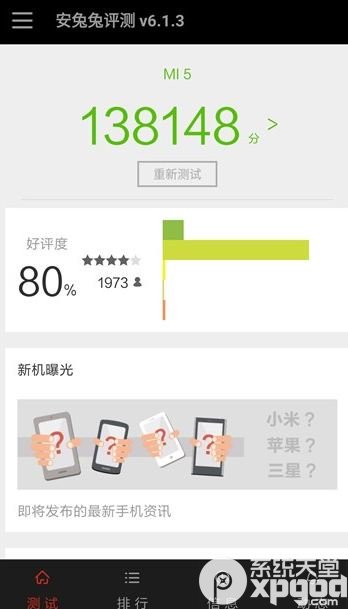 安兔兔评测 v6.1.3
MI 5
138148 分 >
重新测试
好评度
80%
1973
新机曝光
? ? ? ?
小米?
苹果?
三星?
即将发布的最新手机资讯
测试 排行 信息
系统天堂
xpgod
.com